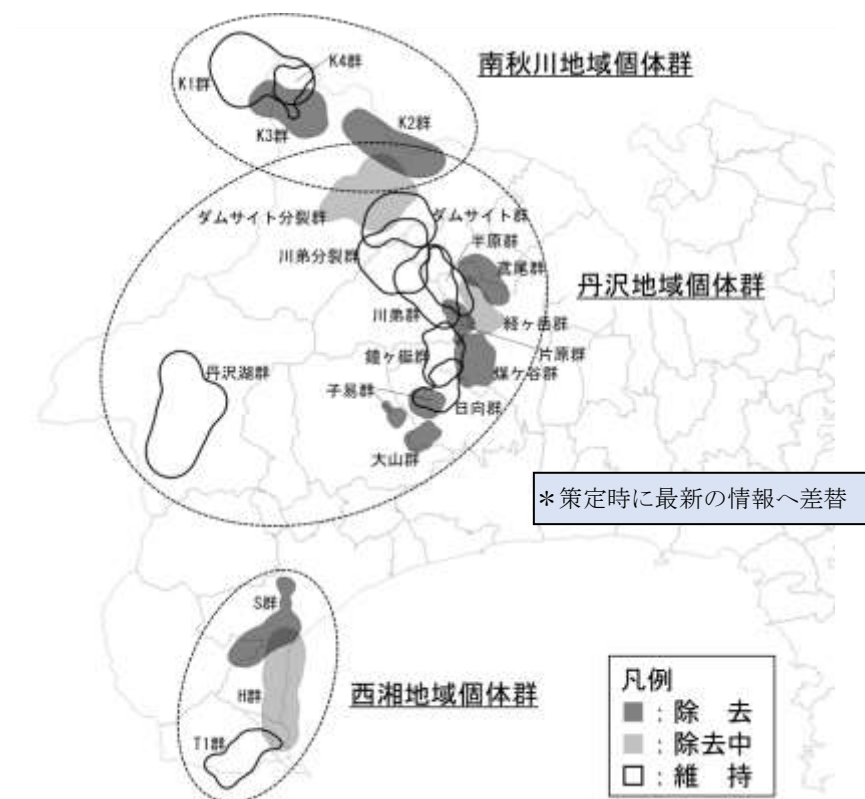 南秋川地域個体群
K4群
K1群
K3群
K2群
ダムサイト分裂群
ダムサイト群
半原群
川弟分裂群
鳶尾群
丹沢地域個体群
川弟群
経ヶ岳群
鐘ヶ嶽群
片原群
丹沢湖群
煤ケ谷群
子易群
日向群
大山群
*策定時に最新の情報へ差替
S群
西湘地域個体群
H群
T1群
凡例
:除 去
:除去中
:維 持